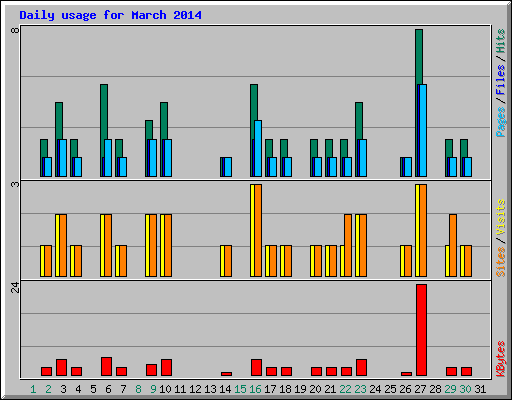 Daily usage for March 2014
8
Pages / Files / Hits
3
Sites / Visits
24
KBytes
1 2 3 4 5 6 7 8 9 10 11 12 13 14 15 16 17 18 19 20 21 22 23 24 25 26 27 28 29 30 31